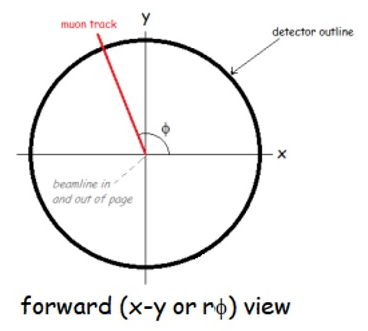 y
muon track
detector outline
ϕ
x
beamline in
and out of page
forward (x-y or rϕ) view